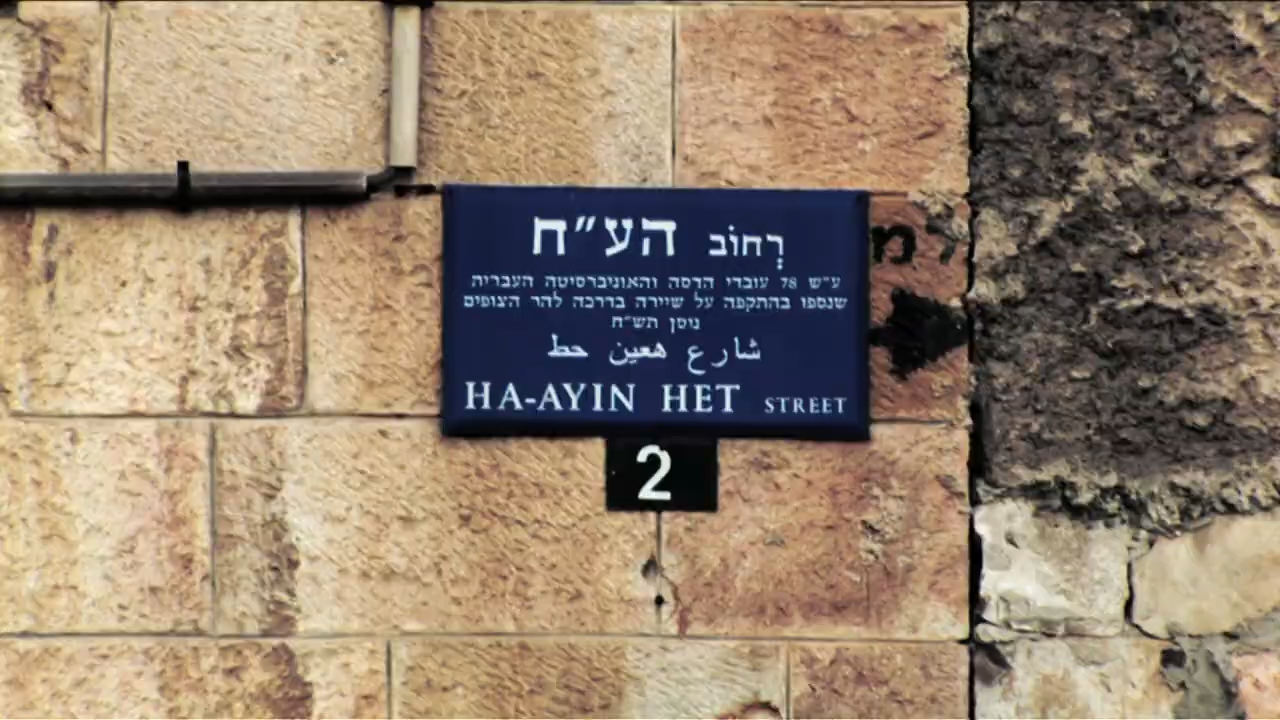 רְחוֹב הע״ח
ע״ש 78 עובדי הדסה והאוניברסיטה העבריה
שנספו בהתקפה על שיירה בדרכה להר הצופים
ניסן תש״ח
شارع هعين حط
HA-AYIN HET STREET
2